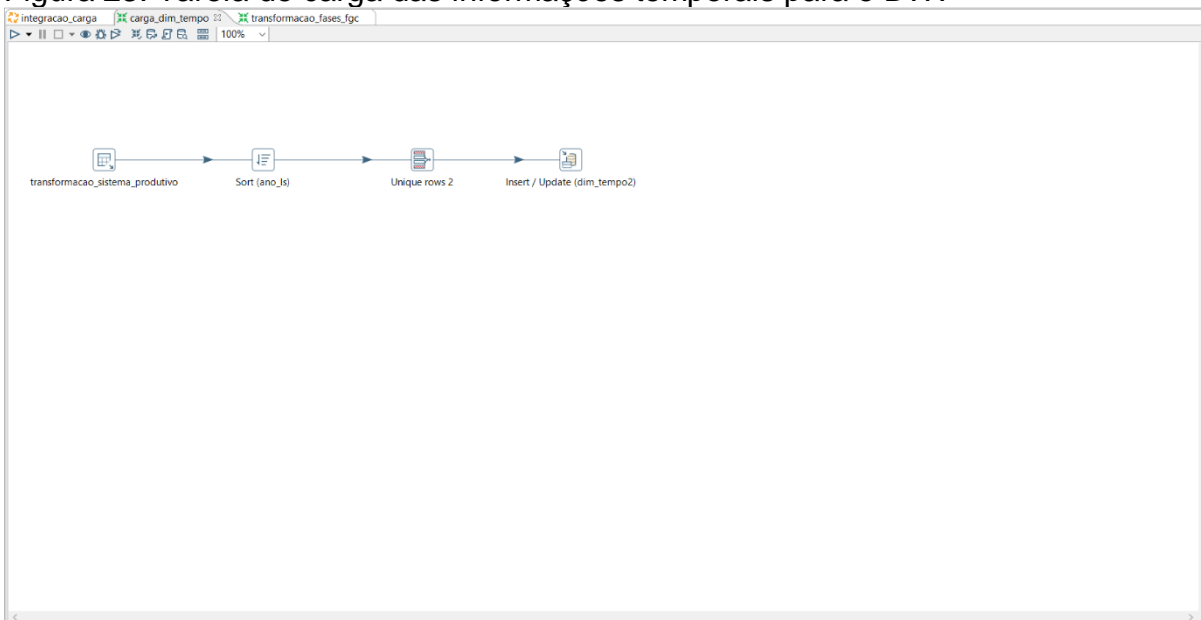 Figura 23: Tarefa de carga das informações temporais para o DW.
integracao_carga carga_dim_tempo transformacao_fases_fgc
100%
transformacao_sistema_produtivo Sort (ano_ls) Unique rows 2 Insert / Update (dim_tempo2)